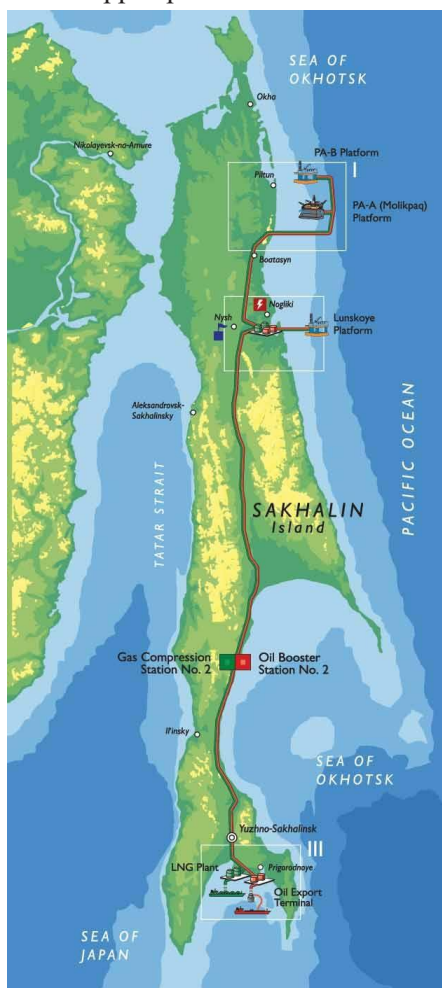 SEA OF
OKHOTSK
Okha
Nikolayevsk-na-Amure
PA-B Platform
I
Piltun
PA-A (Molikpaq)
Platform
Boatasyn
Nogliki
Nysh
Lunskoye
Platform
Aleksandrovsk-
Sakhalinsky
PACIFIC OCEAN
TATAR STRAIT
SAKHALIN
Island
Gas Compression
Station No. 2
Oil Booster
Station No. 2
Il'insky
SEA OF
OKHOTSK
Yuzhno-Sakhalinsk
III
LNG Plant
Prigorodnoye
Oil Export
Terminal
SEA OF
JAPAN